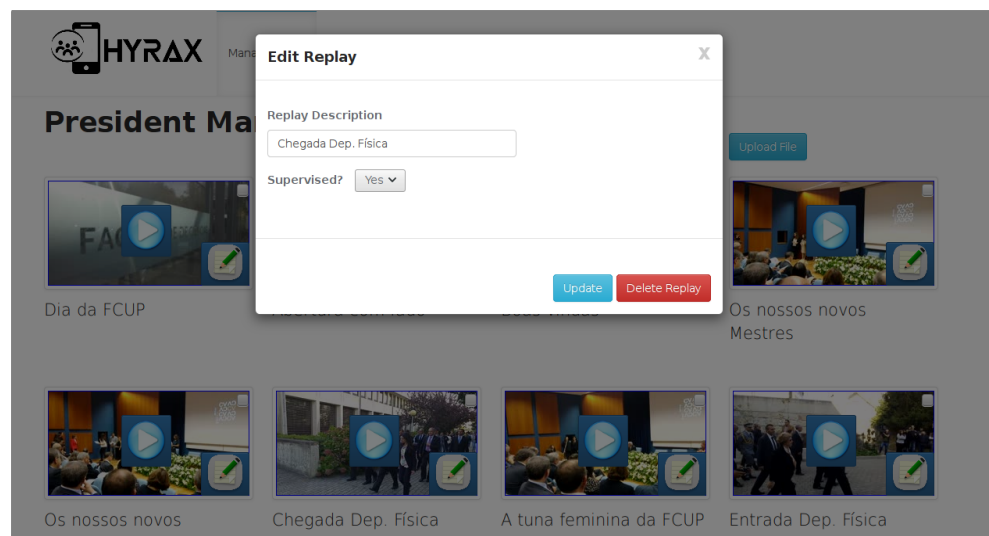 HYRAX
Mana
Edit Replay
X
President Ma
Replay Description
Chegada Dep. Física
Upload File
Supervised? Yes
FAC
Update
Delete Replay
Dia da FCUP
Os nossos novos
Mestres
Os nossos novos
Chegada Dep. Física
A tuna feminina da FCUP
Entrada Dep. Física